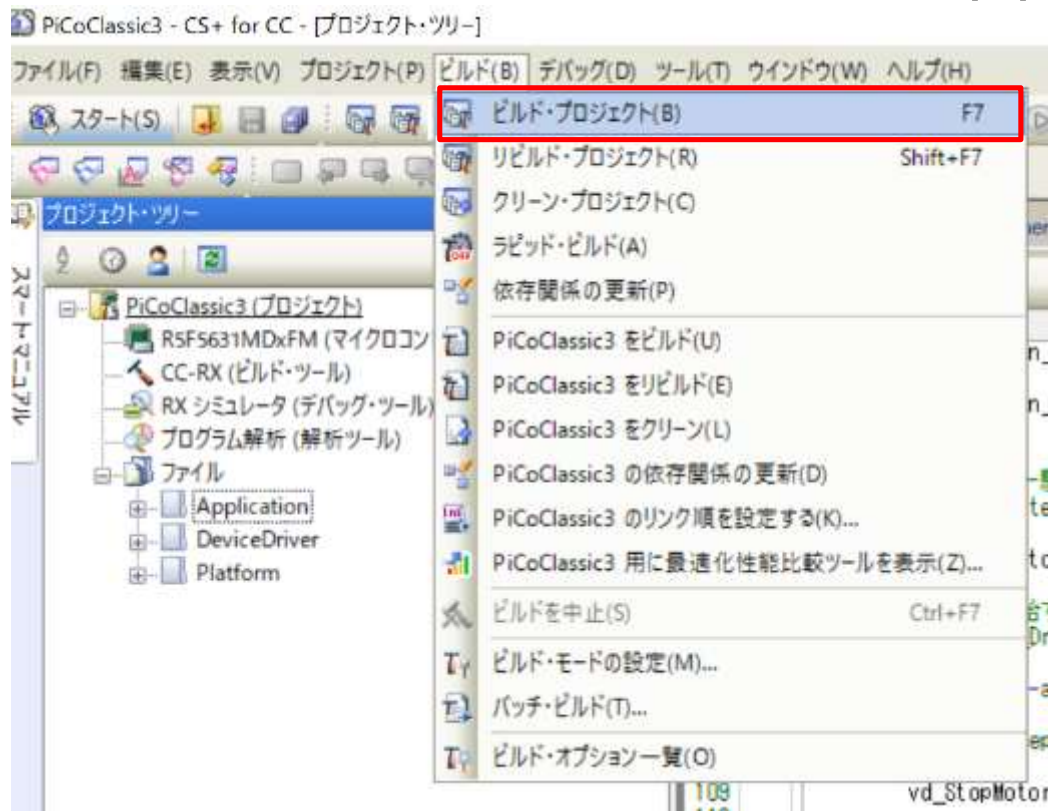 PiCoClassic3 - CS+ for CC - [プロジェクト・ツリー]
ファイル(F) 編集(E) 表示(V) プロジェクト(P) ビルド(B) デバッグ(D) ツール(T) ウインドウ(W) ヘルプ(H)
スタート(S)
ビルド・プロジェクト(B) F7
リビルド・プロジェクト(R) Shift+F7
クリーン・プロジェクト(C)
ラピッド・ビルド(A)
依存関係の更新(P)
PiCoClassic3 をビルド(U)
PiCoClassic3 をリビルド(E)
PiCoClassic3 をクリーン(L)
PiCoClassic3 の依存関係の更新(D)
PiCoClassic3 のリンク順を設定する(K)...
PiCoClassic3 用に最適化性能比較ツールを表示(Z)...
ビルドを中止(S) Ctrl+F7
ビルド・モードの設定(M)...
バッチ・ビルド(T)...
ビルド・オプション一覧(O)
スマートマニュアル
プロジェクト・ツリー
PiCoClassic3 (プロジェクト)
R5F5631MDxFM (マイクロコン
CC-RX (ビルド・ツール)
RX シミュレータ (デバッグ・ツール)
プログラム解析 (解析ツール)
ファイル
Application
DeviceDriver
Platform
109 vd_StopMotor